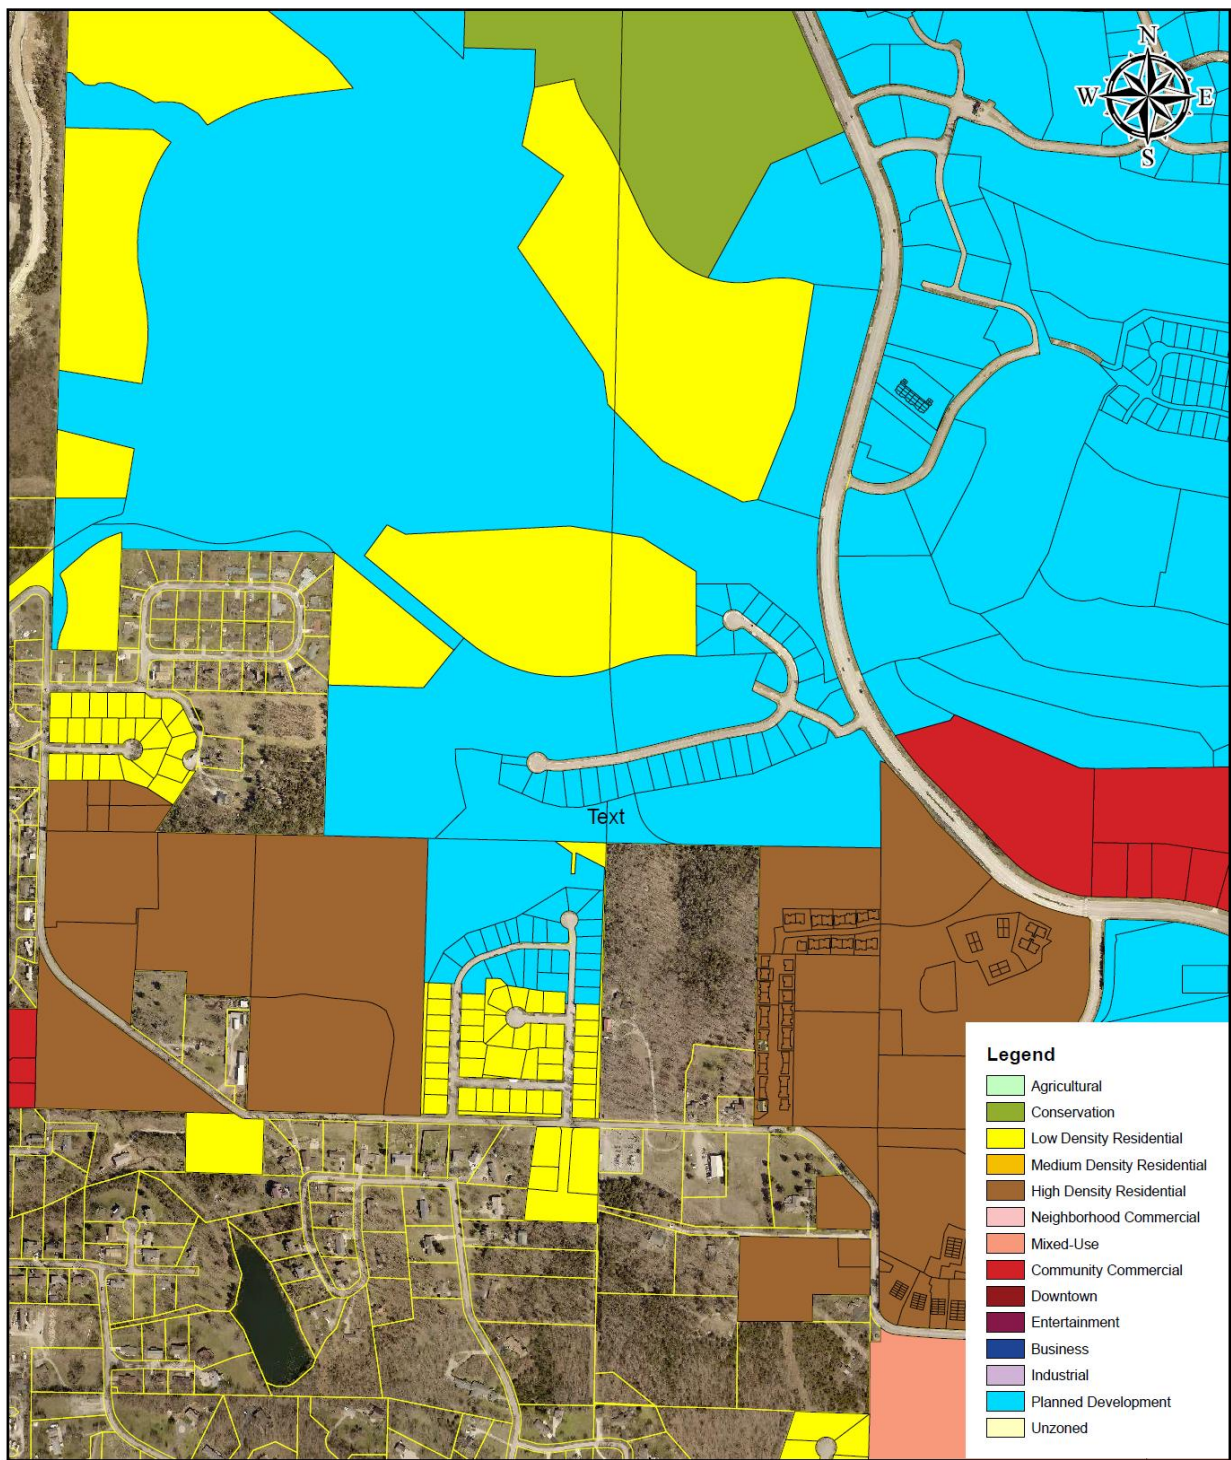 N
W E
S
Text
Legend
Agricultural
Conservation
Low Density Residential
Medium Density Residential
High Density Residential
Neighborhood Commercial
Mixed-Use
Community Commercial
Downtown
Entertainment
Business
Industrial
Planned Development
Unzoned